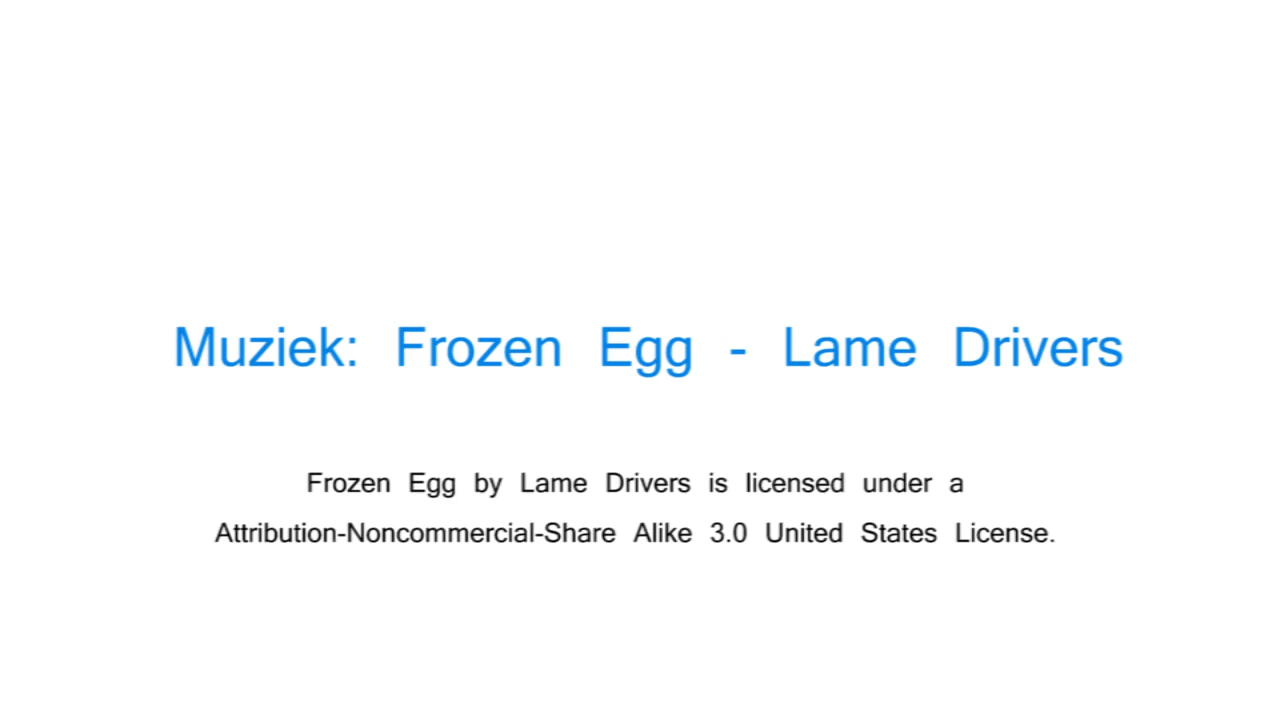 Muziek: Frozen Egg - Lame Drivers
Frozen Egg by Lame Drivers is licensed under a
Attribution-Noncommercial-Share Alike 3.0 United States License.